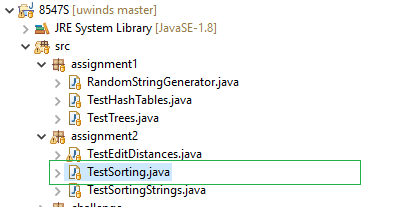 8547S [uwinds master]
JRE System Library [JavaSE-1.8]
src
assignment1
RandomStringGenerator.java
TestHashTables.java
TestTrees.java
assignment2
TestEditDistances.java
TestSorting.java
TestSortingStrings.java